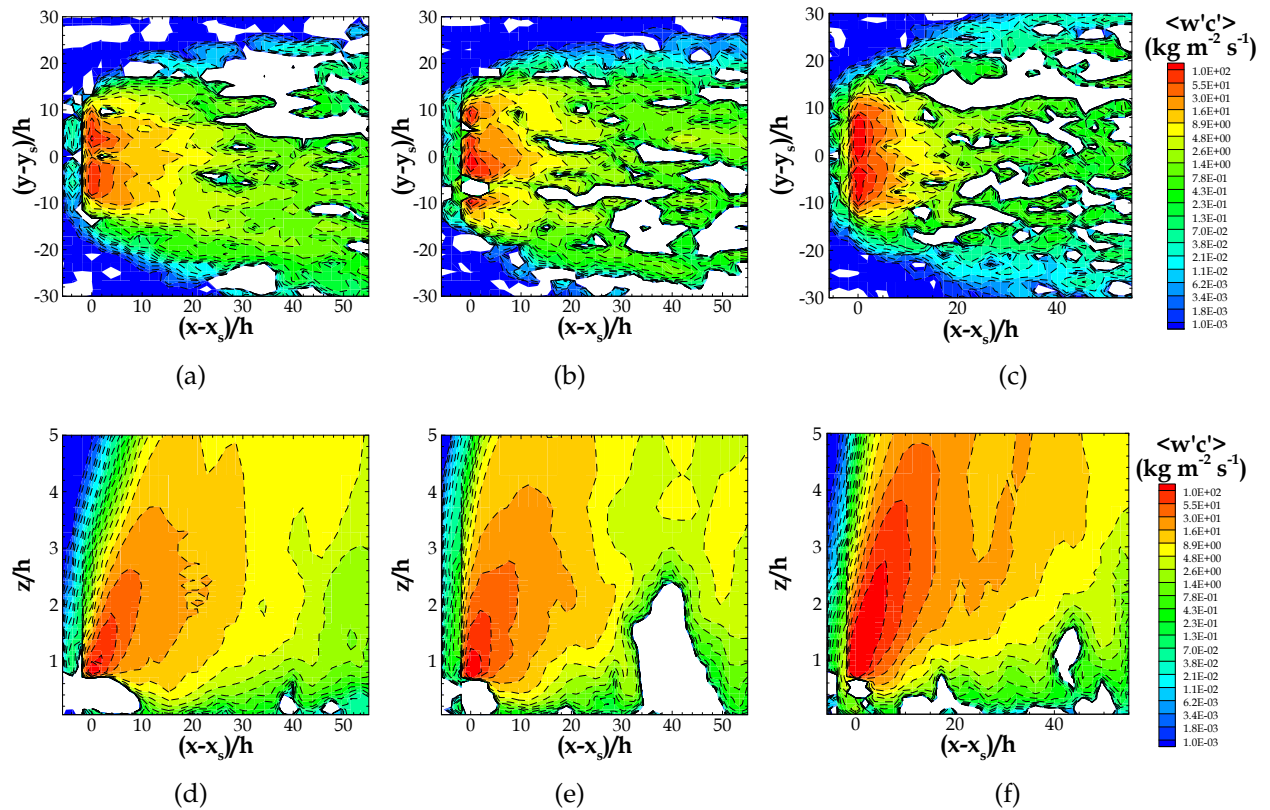 30
20
10
0
-10
-20
-30
0 10 20 30 40 50
(y-yₛ)/h
(x-xₛ)/h
(a)
30
20
10
0
-10
-20
-30
0 10 20 30 40 50
(y-yₛ)/h
(x-xₛ)/h
(b)
30
20
10
0
-10
-20
-30
0 20 40
(y-yₛ)/h
(x-xₛ)/h
(c)
<w'c'>
(kg m⁻² s⁻¹)
1.0E+02
5.5E+01
3.0E+01
1.6E+01
8.9E+00
4.8E+00
2.6E+00
1.4E+00
7.8E-01
4.3E-01
2.3E-01
1.3E-01
7.0E-02
3.8E-02
2.1E-02
1.1E-02
6.2E-03
3.4E-03
1.8E-03
1.0E-03
5
4
3
2
1
0 10 20 30 40 50
z/h
(x-xₛ)/h
(d)
5
4
3
2
1
0 10 20 30 40 50
z/h
(x-xₛ)/h
(e)
5
4
3
2
1
0 20 40
z/h
(x-xₛ)/h
(f)
<w'c'>
(kg m⁻² s⁻¹)
1.0E+02
5.5E+01
3.0E+01
1.6E+01
8.9E+00
4.8E+00
2.6E+00
1.4E+00
7.8E-01
4.3E-01
2.3E-01
1.3E-01
7.0E-02
3.8E-02
2.1E-02
1.1E-02
6.2E-03
3.4E-03
1.8E-03
1.0E-03